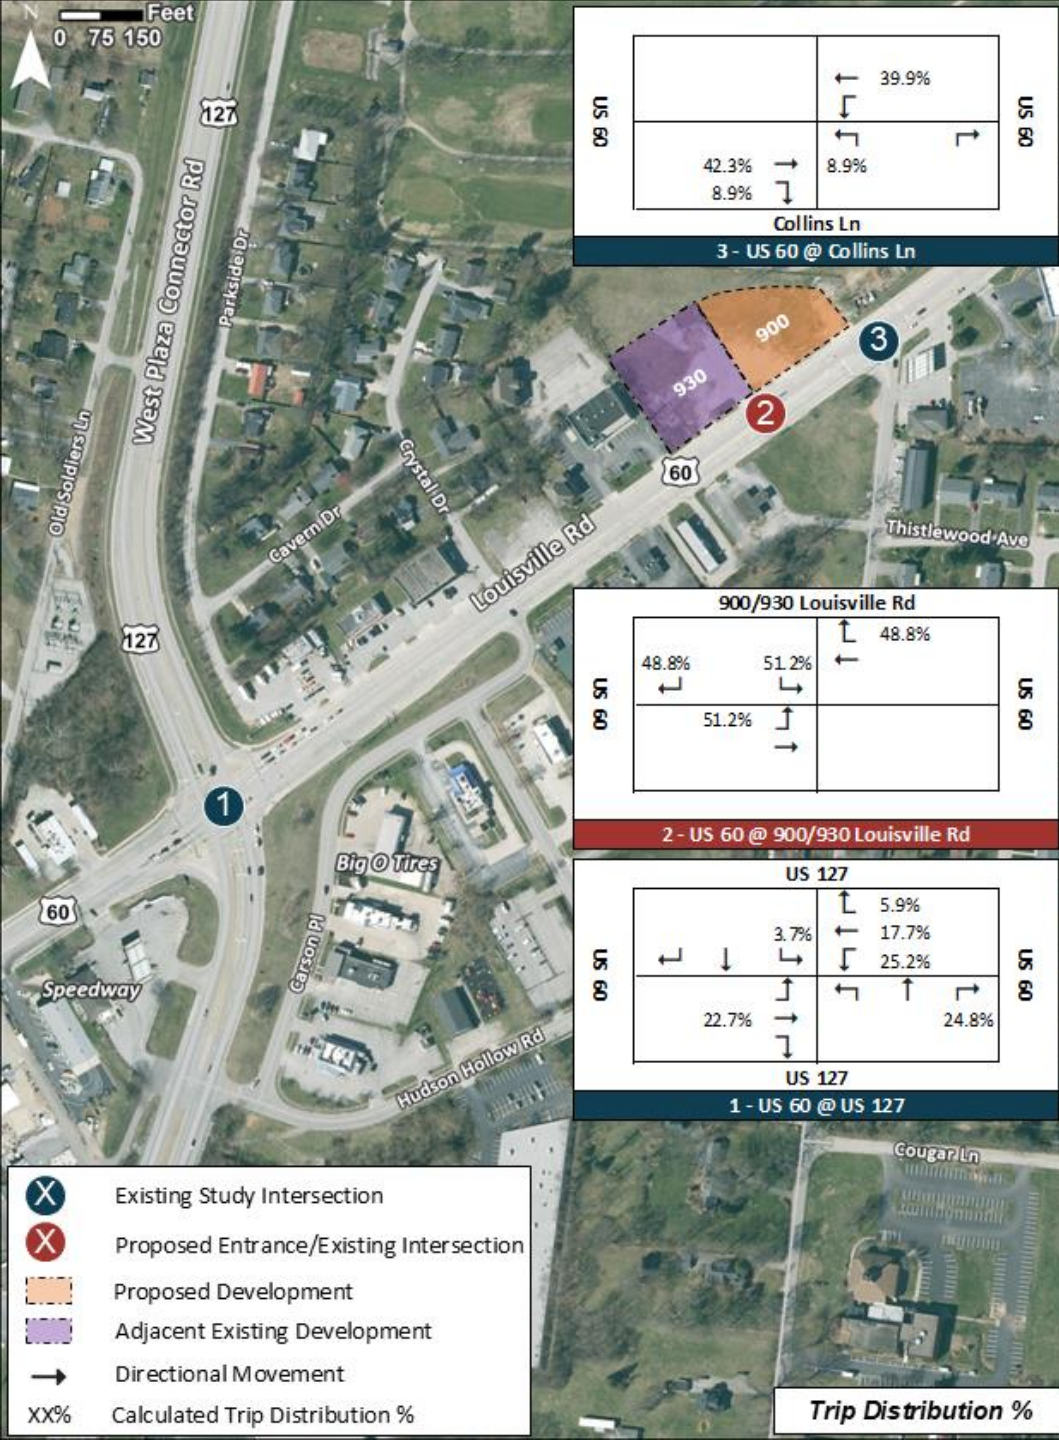 N
Feet
0 75 150
127
West Plaza Connector Rd
Parkside Dr
Old Soldiers Ln
Crystal Dr
Cavern Dr
Louisville Rd
127
60
930
900
2
3
Thistlewood Ave
1
60
Big O Tires
Carson Pl
Speedway
Hudson Hollow Rd
Cougar Ln
US 60
39.9%
42.3%
8.9%
8.9%
US 60
Collins Ln
3 - US 60 @ Collins Ln
900/930 Louisville Rd
US 60
48.8%
48.8%
51.2%
51.2%
US 60
2 - US 60 @ 900/930 Louisville Rd
US 127
US 60
5.9%
3.7%
17.7%
25.2%
22.7%
24.8%
US 60
US 127
1 - US 60 @ US 127
X Existing Study Intersection
X Proposed Entrance/Existing Intersection
Proposed Development
Adjacent Existing Development
Directional Movement
XX% Calculated Trip Distribution %
Trip Distribution %